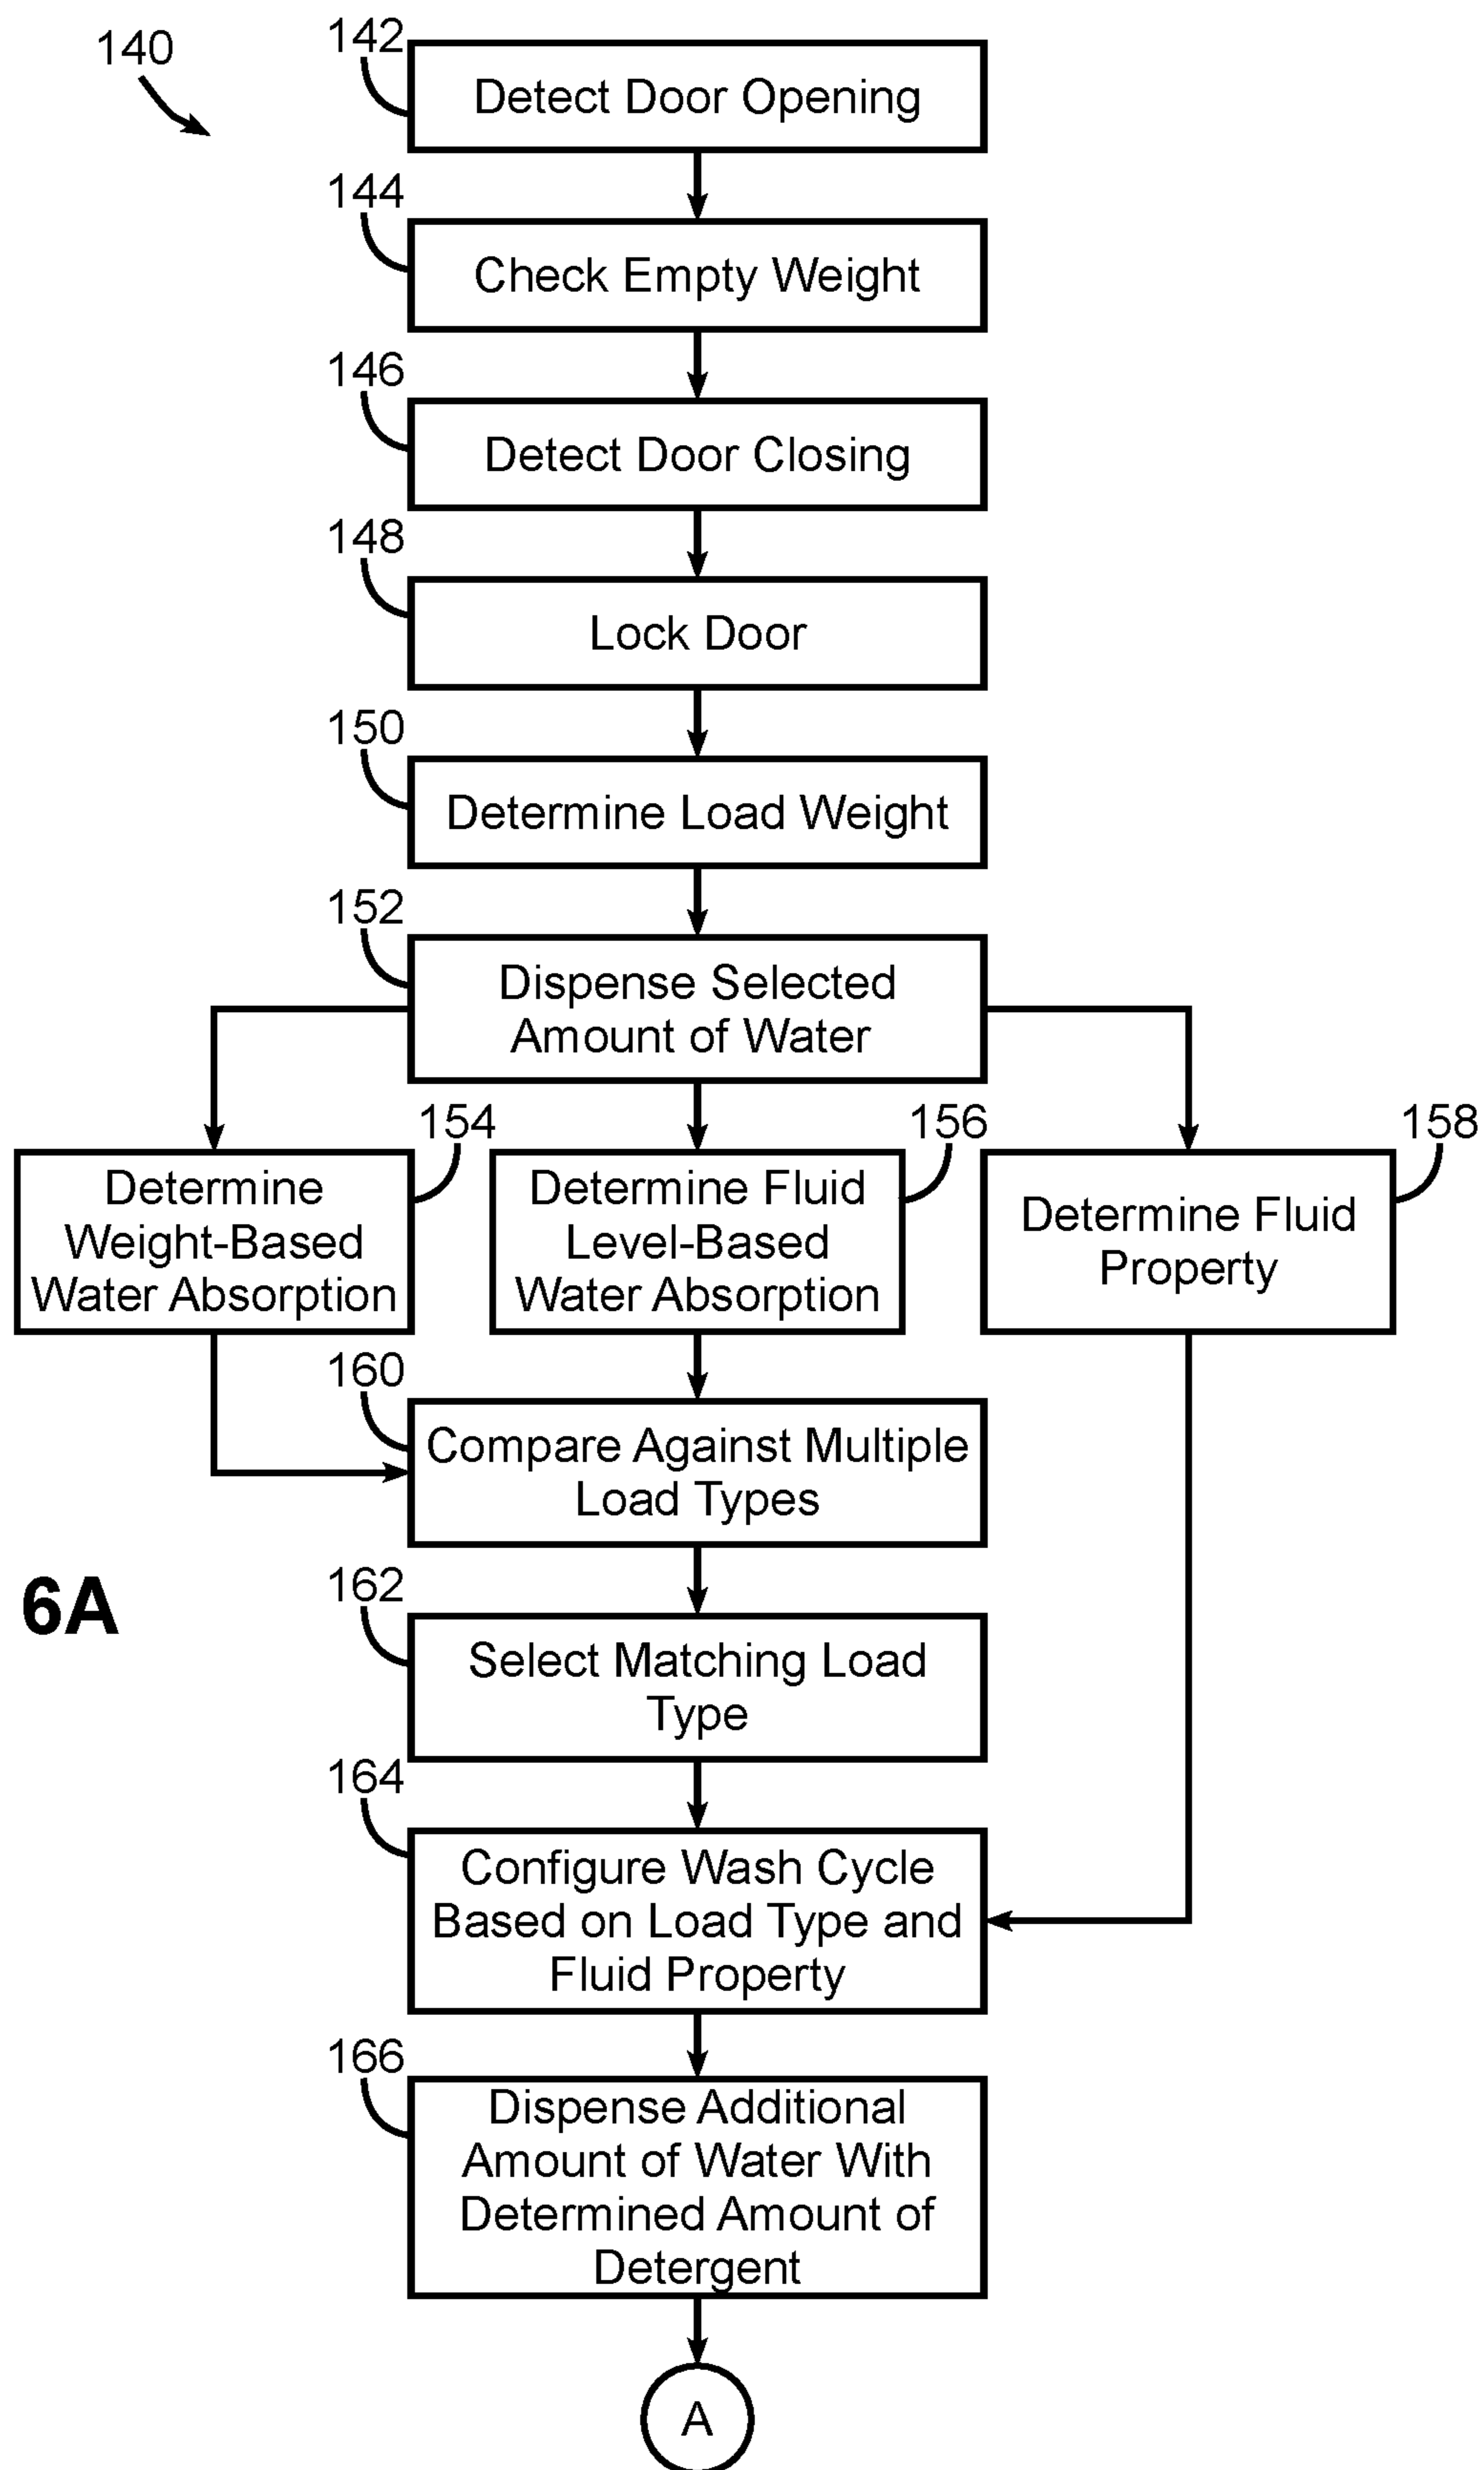 140
142
Detect Door Opening
144
Check Empty Weight
146
Detect Door Closing
148
Lock Door
150
Determine Load Weight
152
Dispense Selected
Amount of Water
154
Determine
Weight-Based
Water Absorption
156
Determine Fluid
Level-Based
Water Absorption
158
Determine Fluid
Property
160
Compare Against Multiple
Load Types
6A
162
Select Matching Load
Type
164
Configure Wash Cycle
Based on Load Type and
Fluid Property
166
Dispense Additional
Amount of Water With
Determined Amount of
Detergent
A